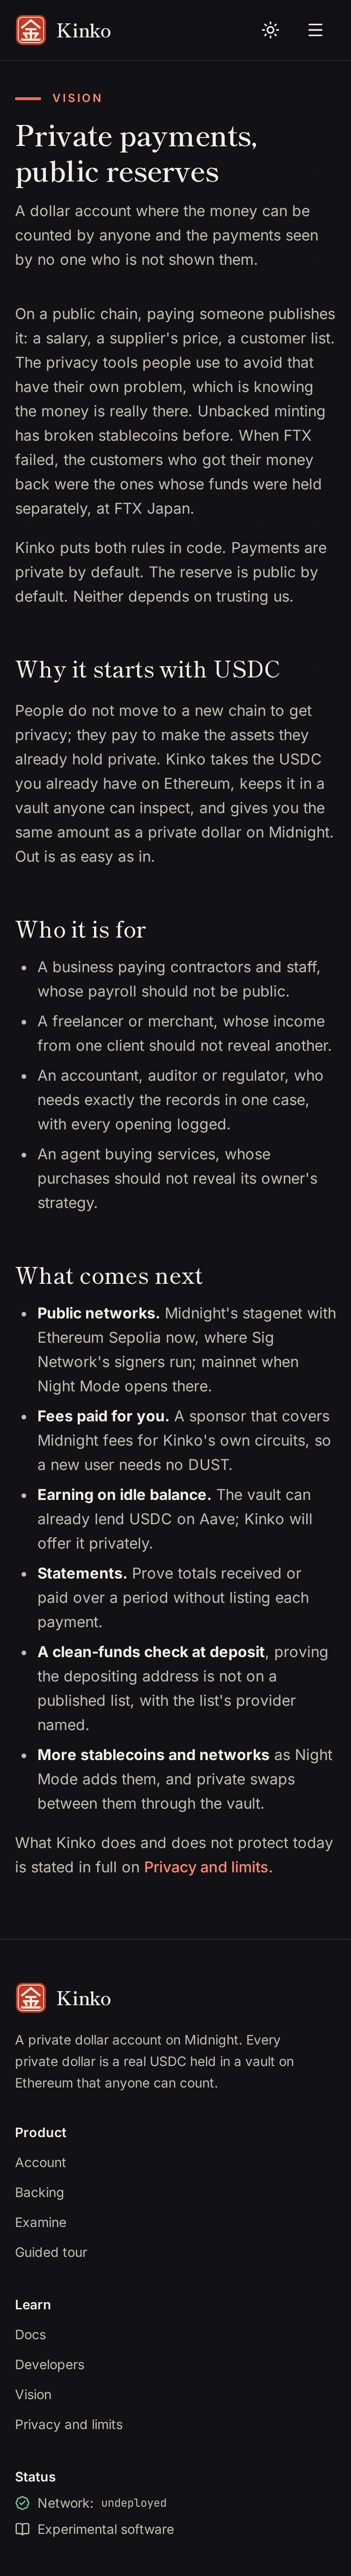 金 Kinko
VISION
Private payments,
public reserves
A dollar account where the money can be
counted by anyone and the payments seen
by no one who is not shown them.
On a public chain, paying someone publishes
it: a salary, a supplier's price, a customer list.
The privacy tools people use to avoid that
have their own problem, which is knowing
the money is really there. Unbacked minting
has broken stablecoins before. When FTX
failed, the customers who got their money
back were the ones whose funds were held
separately, at FTX Japan.
Kinko puts both rules in code. Payments are
private by default. The reserve is public by
default. Neither depends on trusting us.
Why it starts with USDC
People do not move to a new chain to get
privacy; they pay to make the assets they
already hold private. Kinko takes the USDC
you already have on Ethereum, keeps it in a
vault anyone can inspect, and gives you the
same amount as a private dollar on Midnight.
Out is as easy as in.
Who it is for
• A business paying contractors and staff,
whose payroll should not be public.
• A freelancer or merchant, whose income
from one client should not reveal another.
• An accountant, auditor or regulator, who
needs exactly the records in one case,
with every opening logged.
• An agent buying services, whose
purchases should not reveal its owner's
strategy.
What comes next
• Public networks. Midnight's stagenet with
Ethereum Sepolia now, where Sig
Network's signers run; mainnet when
Night Mode opens there.
• Fees paid for you. A sponsor that covers
Midnight fees for Kinko's own circuits, so
a new user needs no DUST.
• Earning on idle balance. The vault can
already lend USDC on Aave; Kinko will
offer it privately.
• Statements. Prove totals received or
paid over a period without listing each
payment.
• A clean-funds check at deposit, proving
the depositing address is not on a
published list, with the list's provider
named.
• More stablecoins and networks as Night
Mode adds them, and private swaps
between them through the vault.
What Kinko does and does not protect today
is stated in full on Privacy and limits.
金 Kinko
A private dollar account on Midnight. Every
private dollar is a real USDC held in a vault on
Ethereum that anyone can count.
Product
Account
Backing
Examine
Guided tour
Learn
Docs
Developers
Vision
Privacy and limits
Status
Network: undeployed
Experimental software